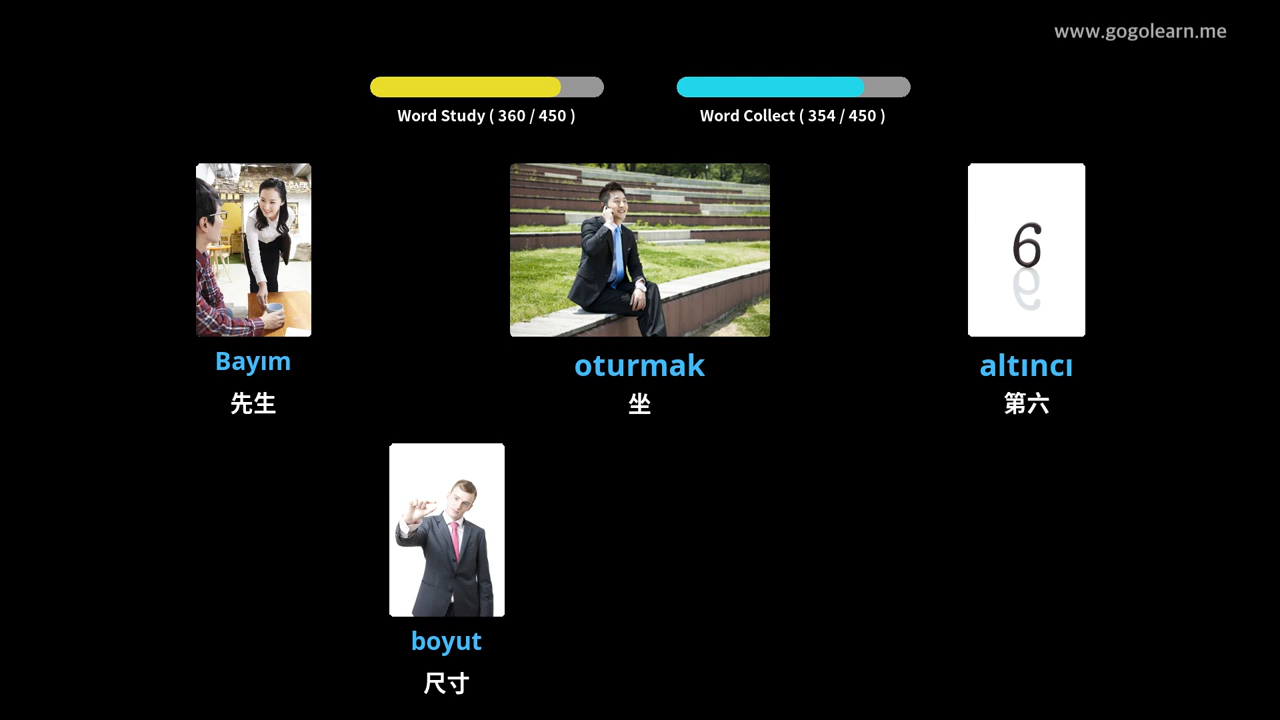 www.gogolearn.me
Word Study ( 360 / 450 )
Word Collect ( 354 / 450 )
6
Bayım
oturmak
altıncı
先生
坐
第六
boyut
尺寸